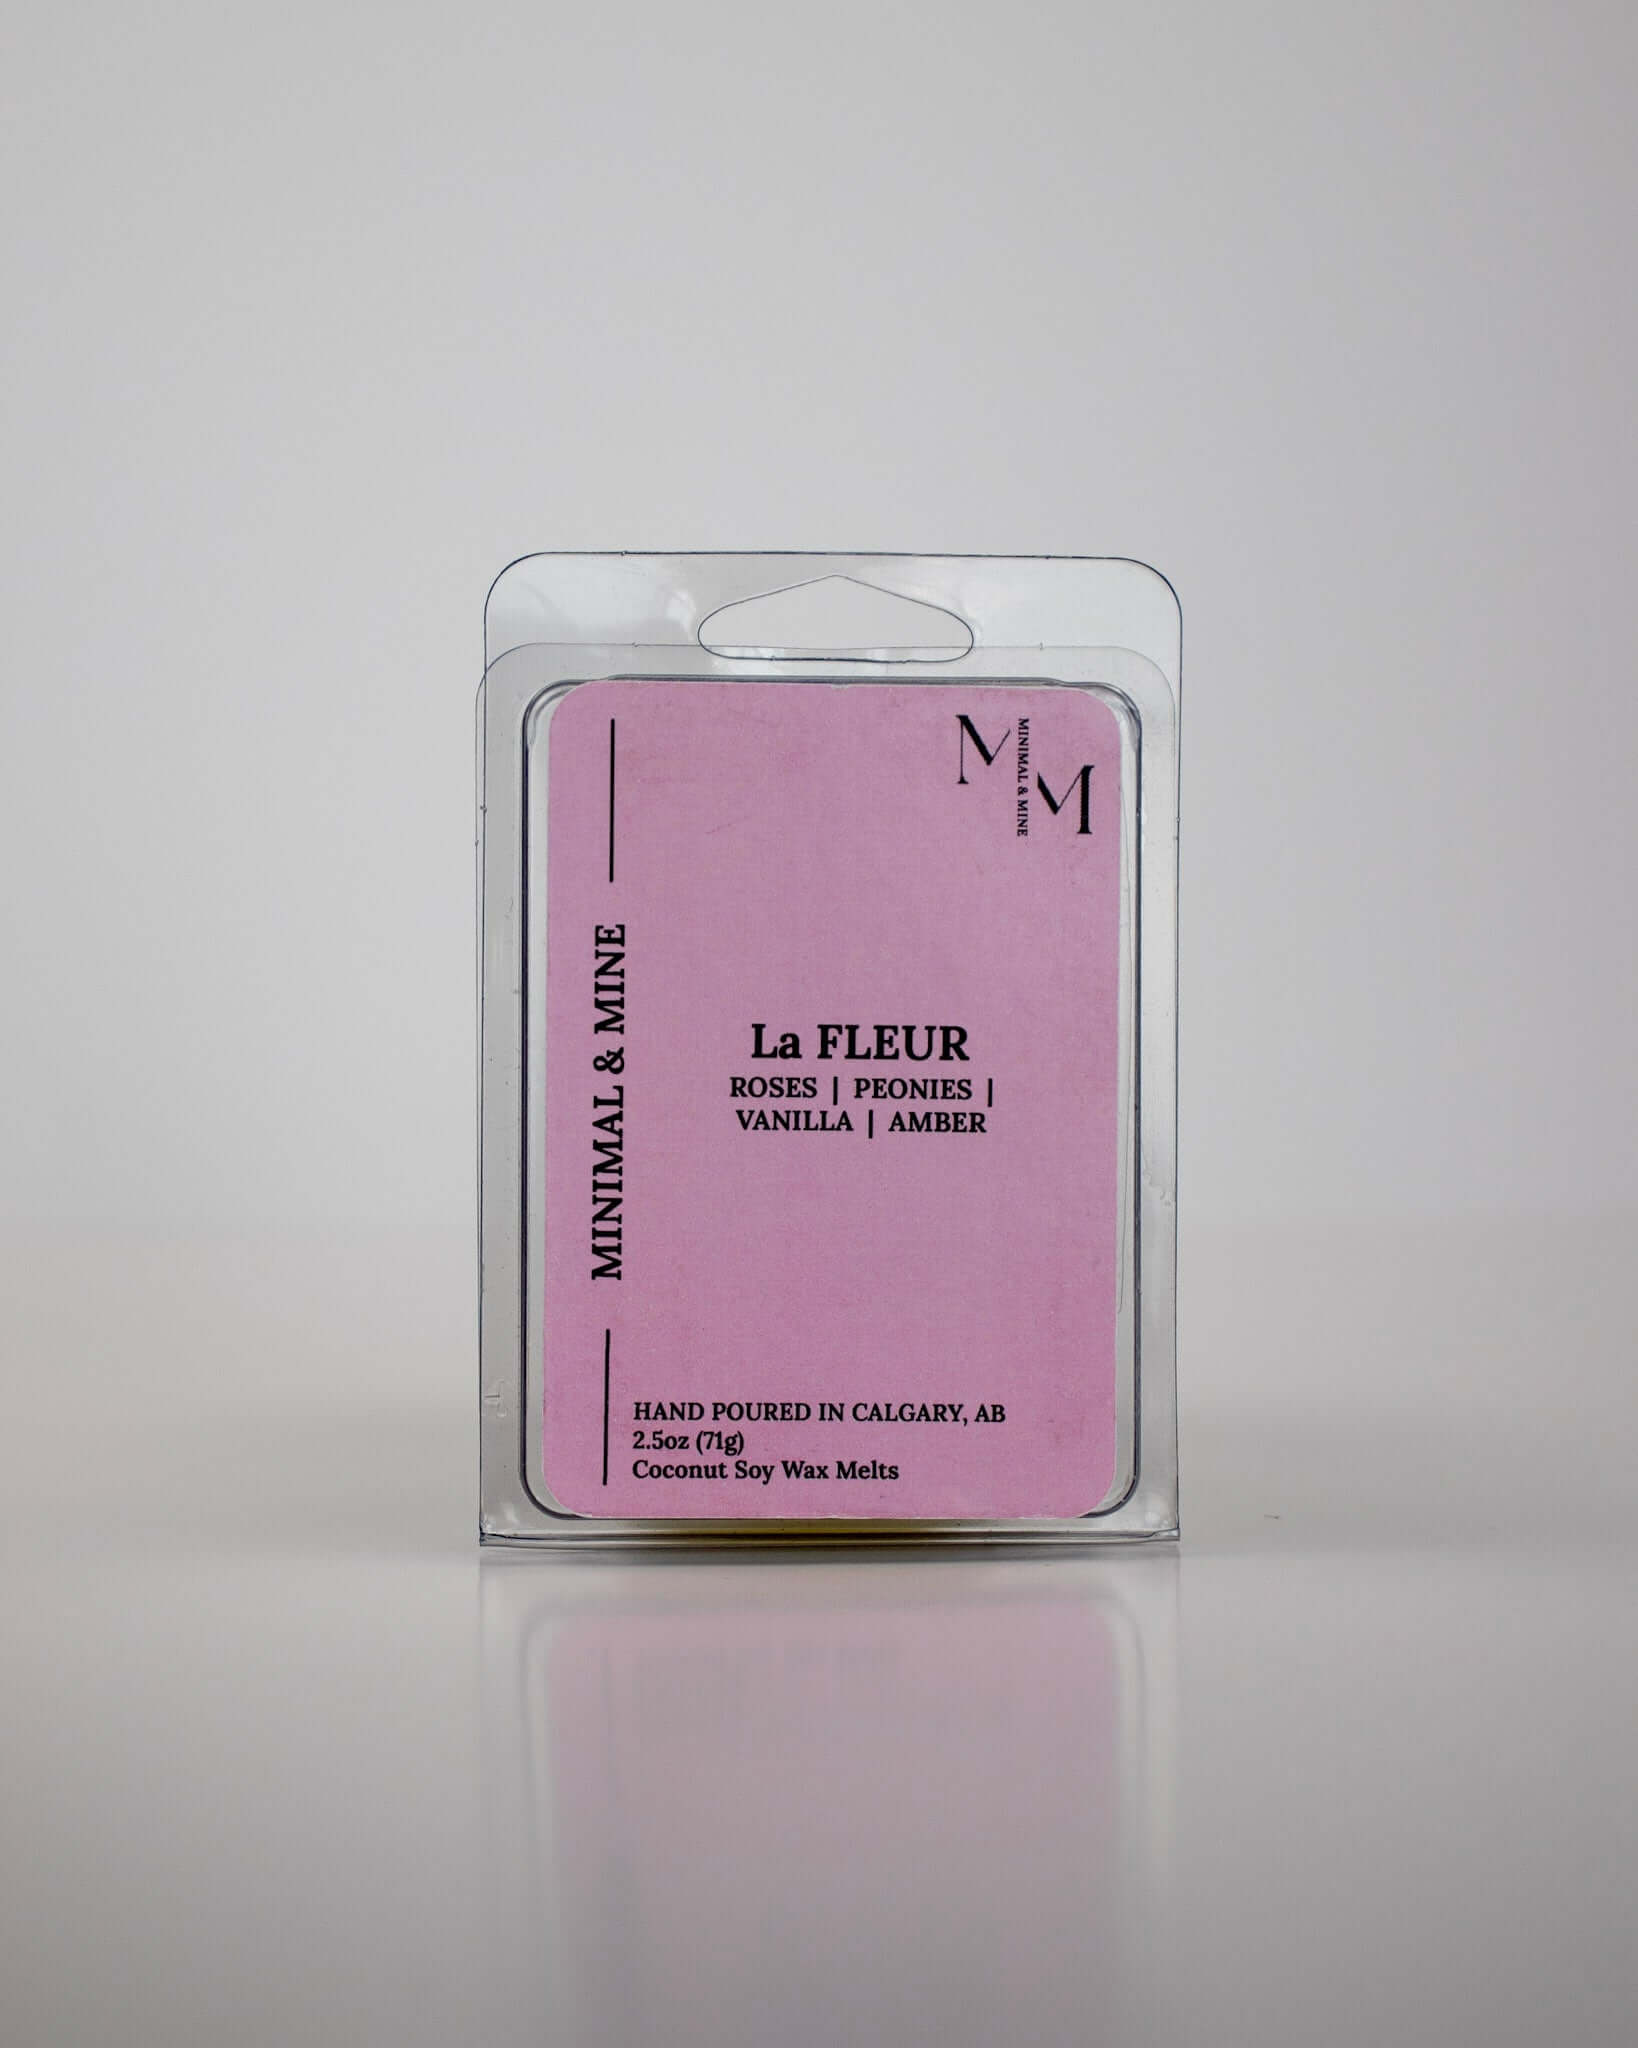 M
MINIMAL & MINE
M
MINIMAL & MINE
La FLEUR
ROSES | PEONIES |
VANILLA | AMBER
HAND POURED IN CALGARY, AB
2.5oz (71g)
Coconut Soy Wax Melts